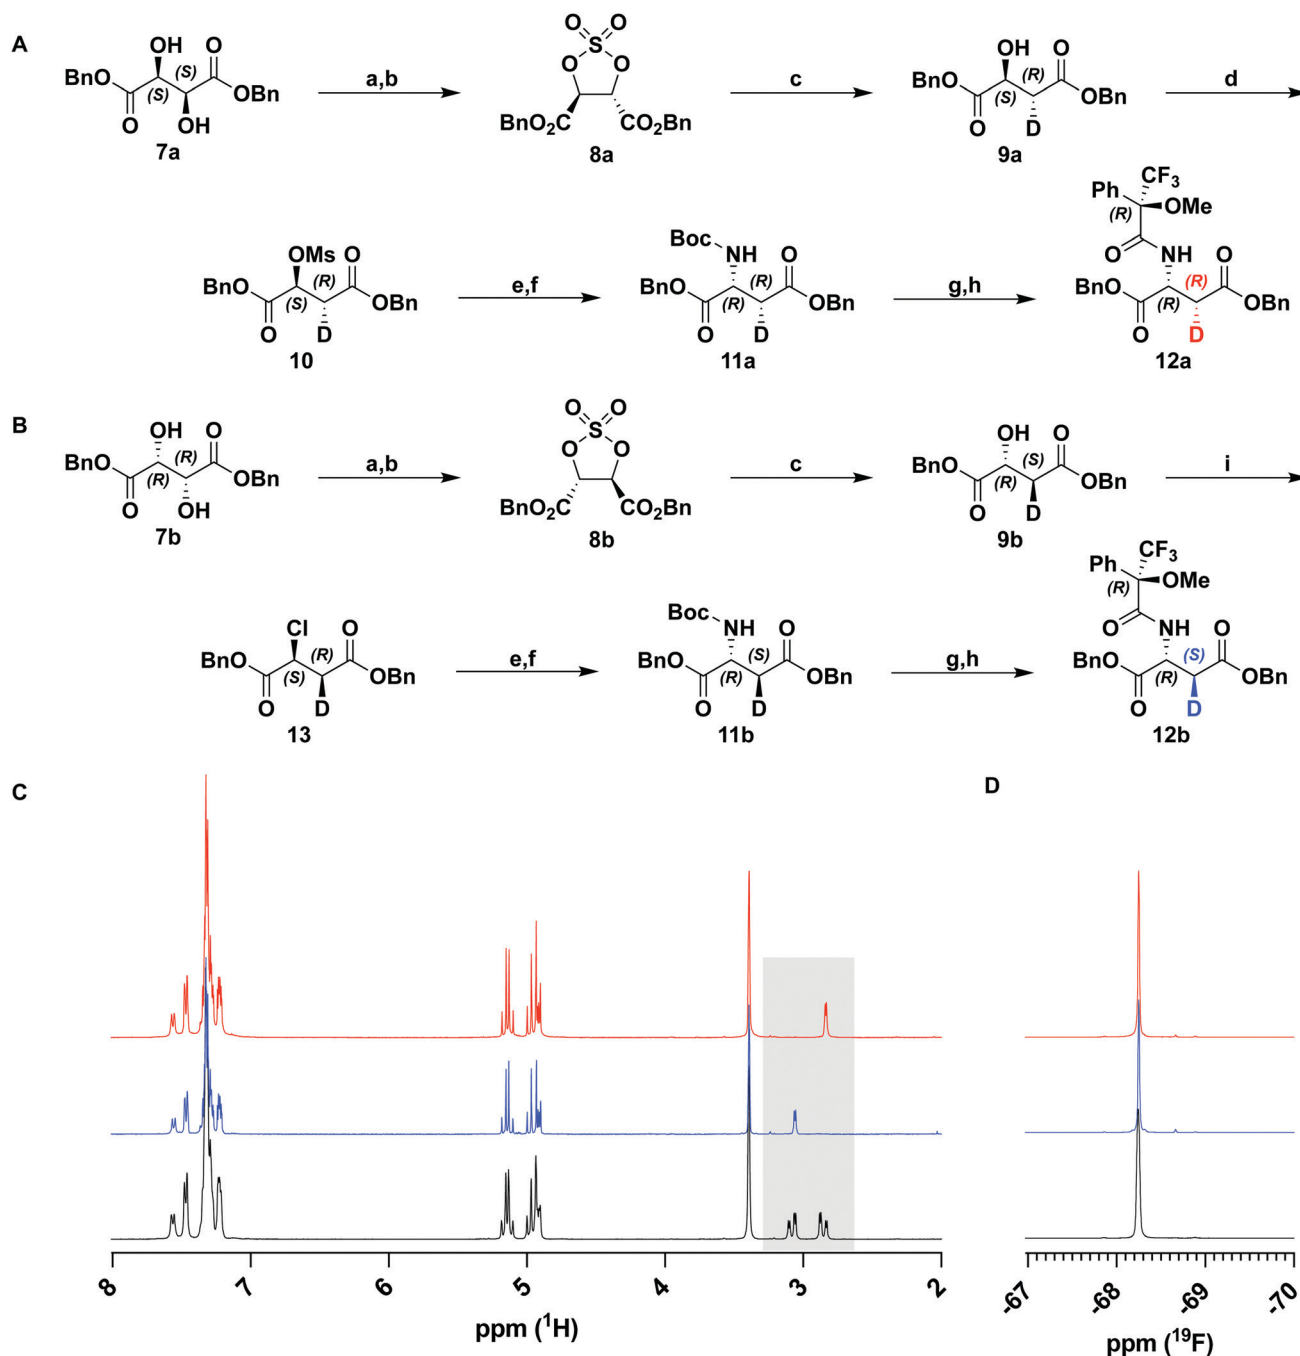 A
OH O
BnO (S) (S) OBn
O OH
7a
a,b
O O
S
O O
BnO₂C CO₂Bn
8a
c
OH O
BnO (S) (R) OBn
O D
9a
d
OMs O
BnO (S) (R) OBn
O D
10
e,f
Boc NH O
BnO (R) (R) OBn
O D
11a
g,h
Ph CF₃
(R) OMe
O NH O
BnO (R) (R) OBn
O D
12a
B
OH O
BnO (R) (R) OBn
O OH
7b
a,b
O O
S
O O
BnO₂C CO₂Bn
8b
c
OH O
BnO (R) (S) OBn
O D
9b
i
Cl O
BnO (S) (R) OBn
O D
13
e,f
Boc NH O
BnO (R) (S) OBn
O D
11b
g,h
Ph CF₃
(R) OMe
O NH O
BnO (R) (S) OBn
O D
12b
C
8 7 6 5 4 3 2
ppm (¹H)
D
-67 -68 -69 -70
ppm (¹⁹F)